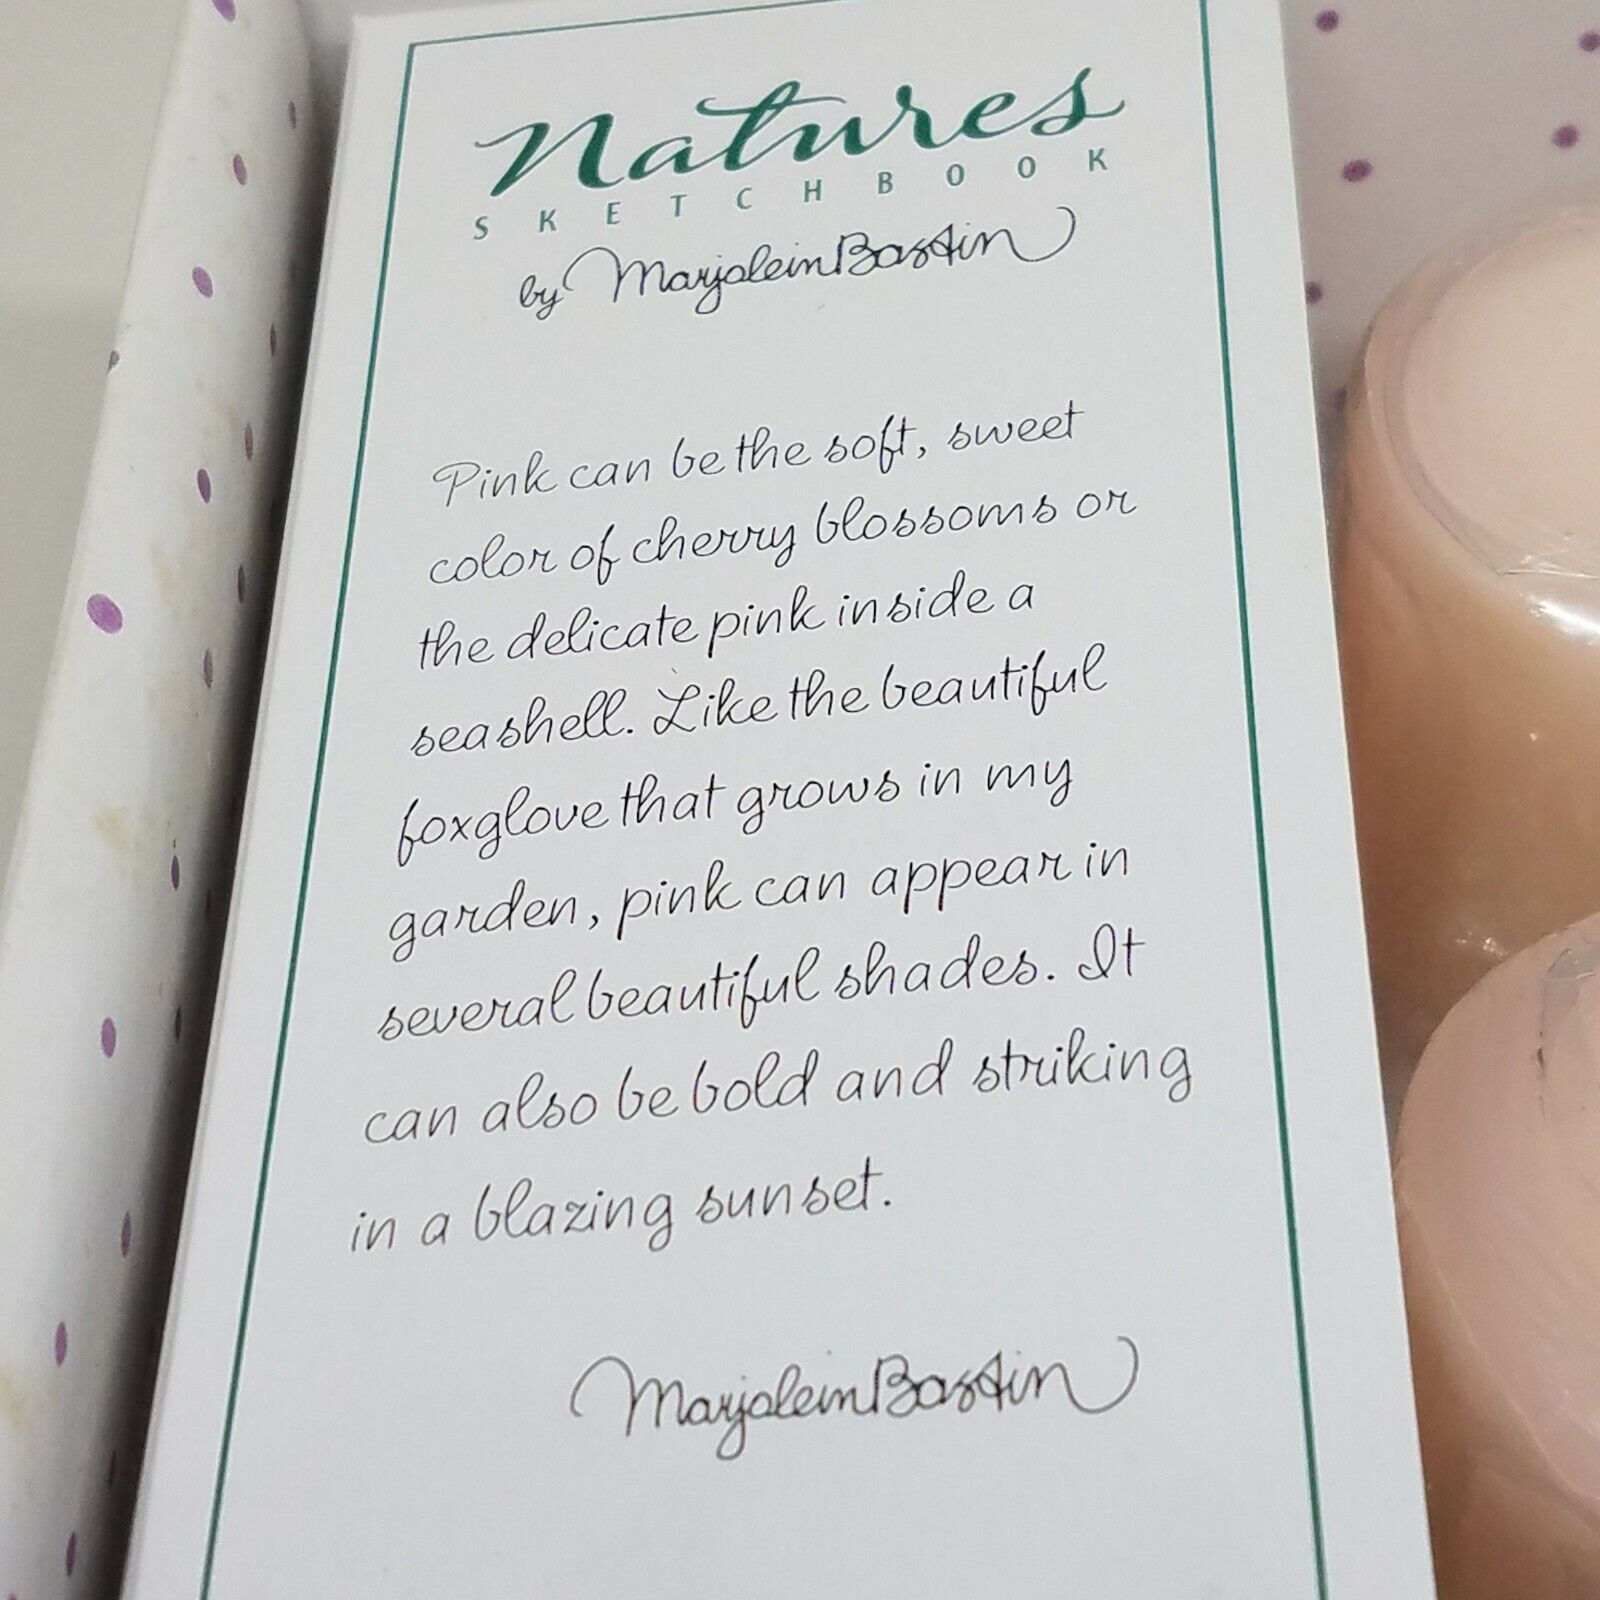 Natures
SKETCHBOOK
by Marjolein Bastin
Pink can be the soft, sweet
color of cherry blossoms or
the delicate pink inside a
seashell. Like the beautiful
foxglove that grows in my
garden, pink can appear in
several beautiful shades. It
can also be bold and striking
in a blazing sunset.
Marjolein Bastin